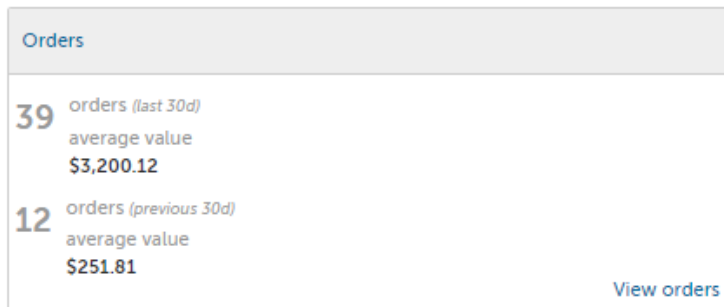 Orders
39 orders (last 30d)
average value
$3,200.12
12 orders (previous 30d)
average value
$251.81
View orders